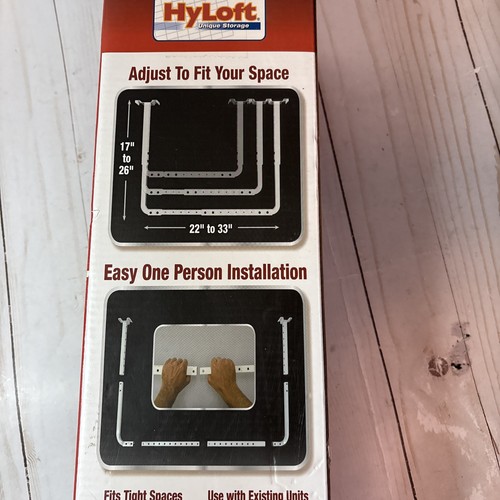 HyLoft
Unique Storage
Adjust To Fit Your Space
17"
to
26"
22" to 33"
Easy One Person Installation
Fits Tight Spaces
Use with Existing Units